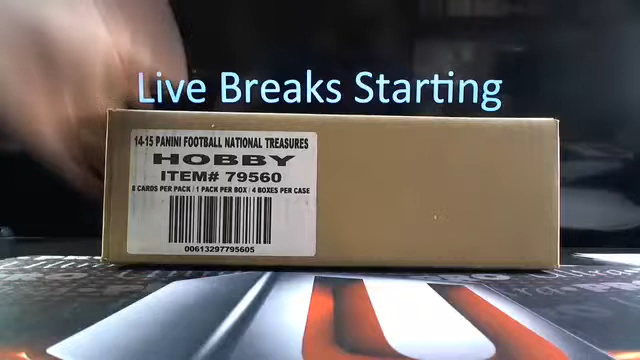 Live Breaks Starting
14-15 PANINI FOOTBALL NATIONAL TREASURES
HOBBY
ITEM# 79560
8 CARDS PER PACK / 1 PACK PER BOX / 4 BOXES PER CASE
00613297795605